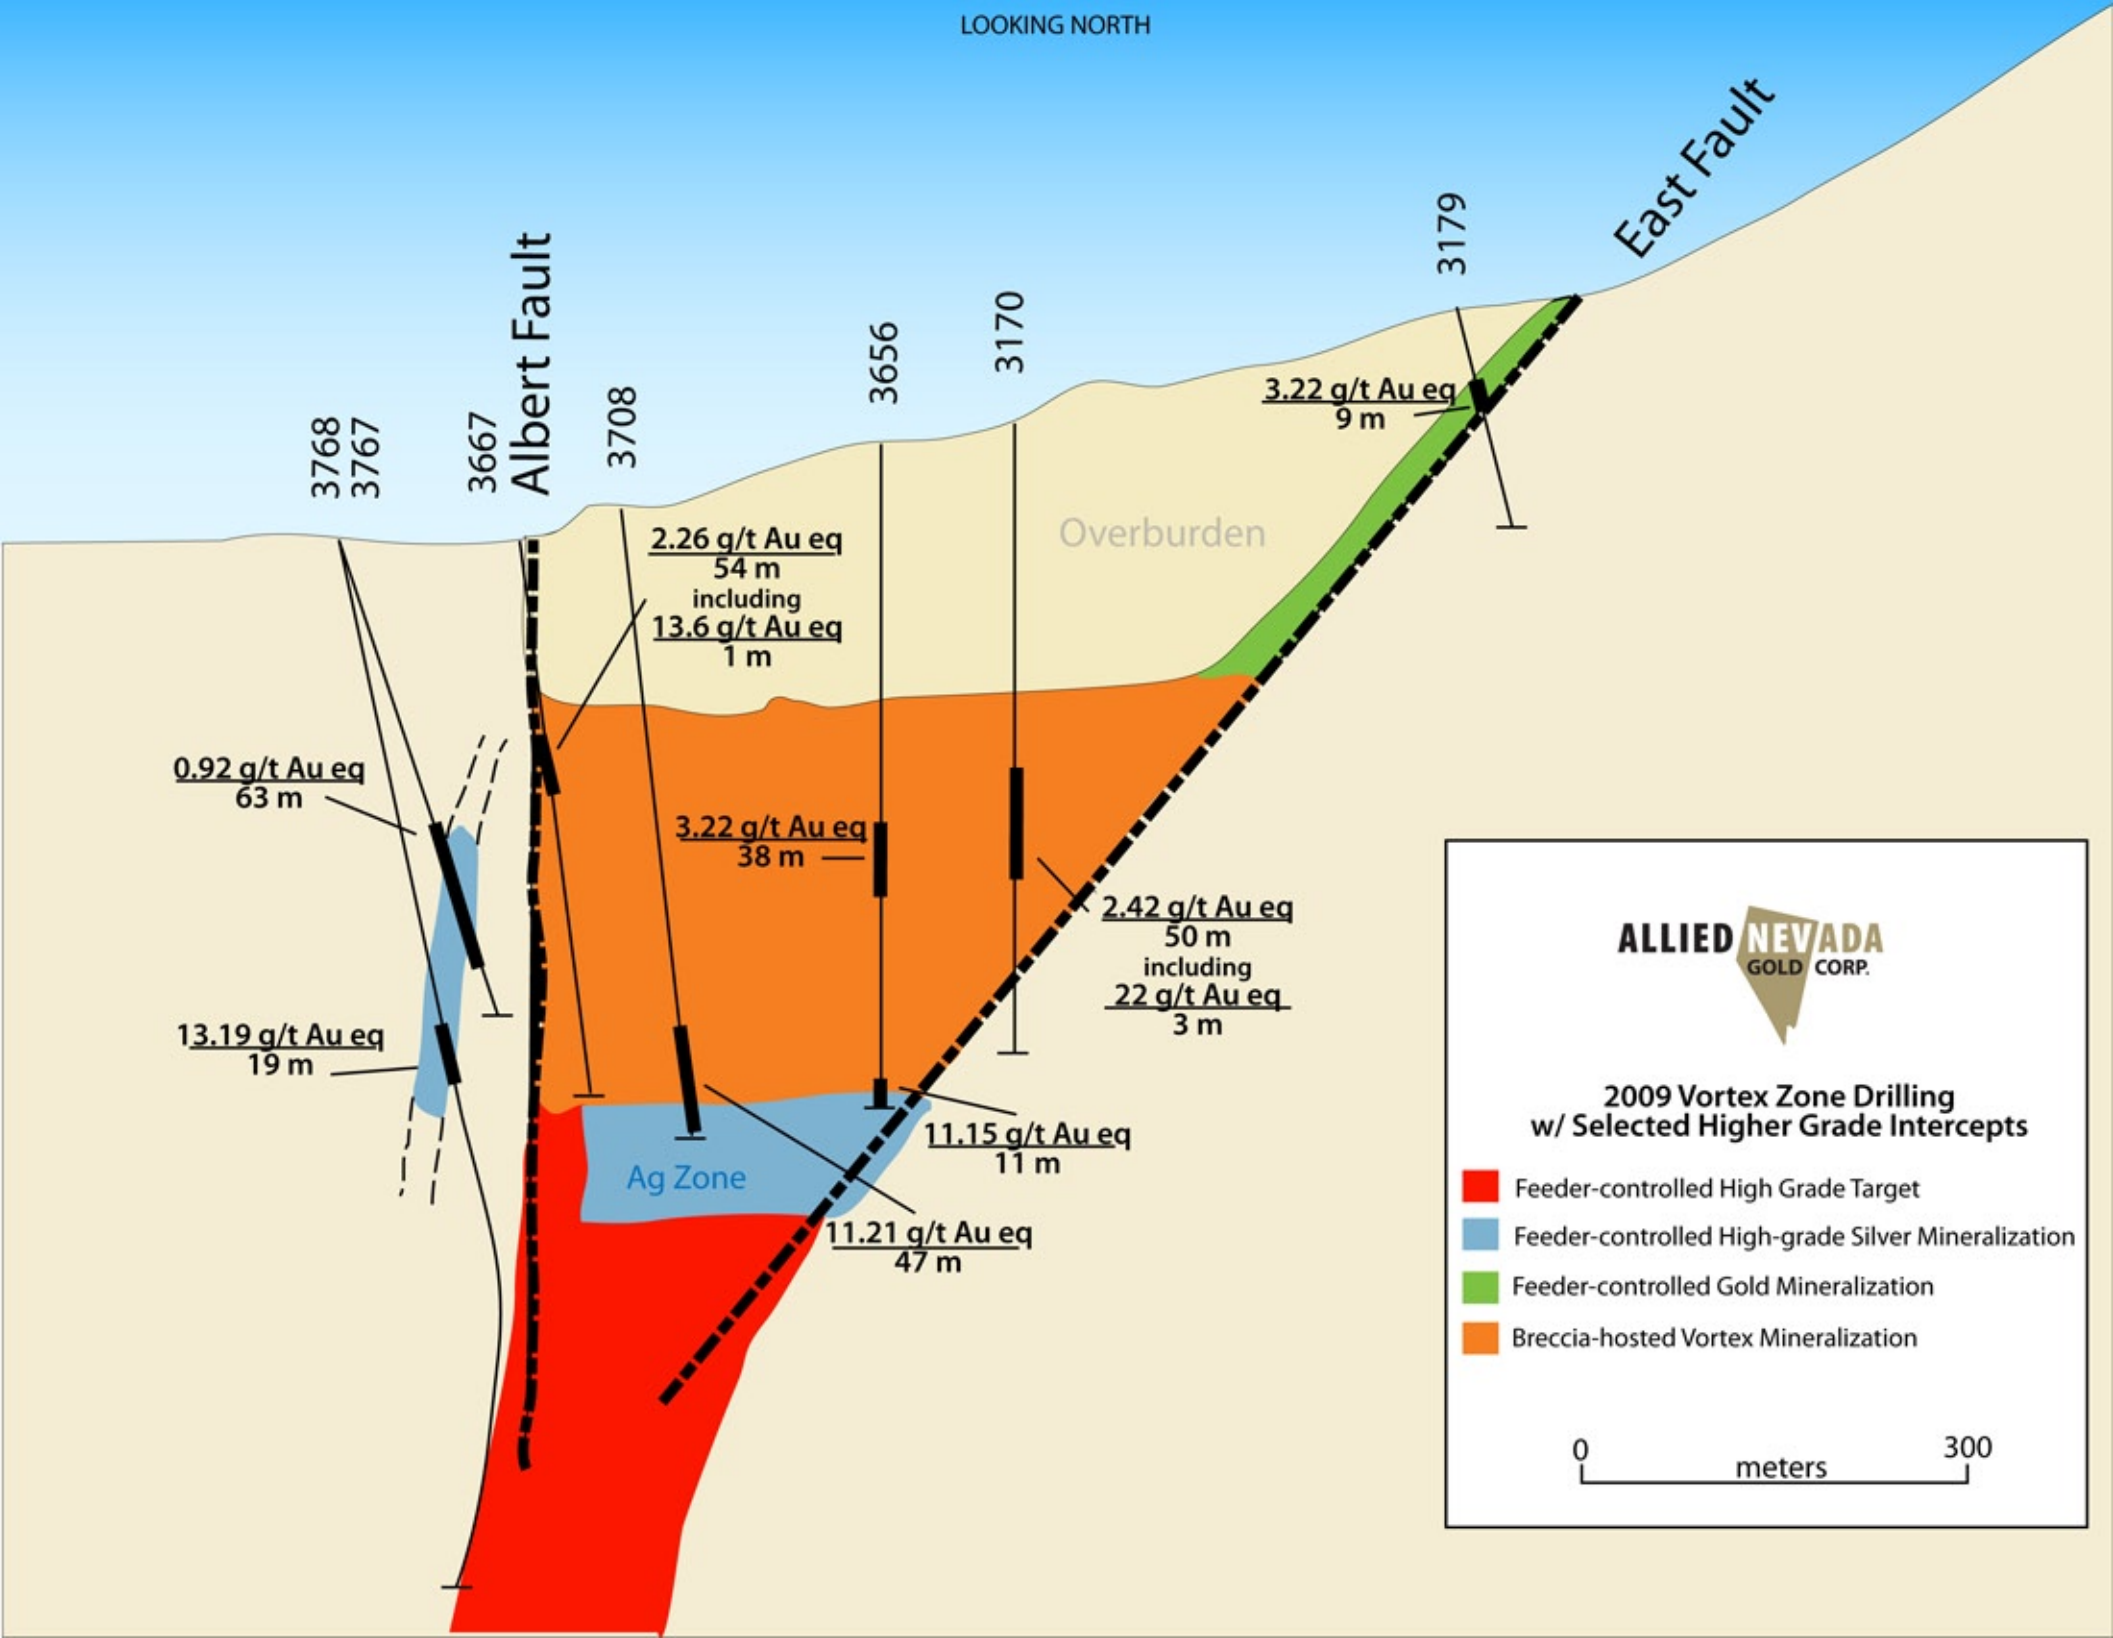 LOOKING NORTH
East Fault
3179
Albert Fault
3170
3656
3708
3768
3767
3667
3.22 g/t Au eq
9 m
Overburden
2.26 g/t Au eq
54 m
including
13.6 g/t Au eq
1 m
0.92 g/t Au eq
63 m
3.22 g/t Au eq
38 m
2.42 g/t Au eq
50 m
including
22 g/t Au eq
3 m
13.19 g/t Au eq
19 m
11.15 g/t Au eq
11 m
Ag Zone
11.21 g/t Au eq
47 m
ALLIED NEVADA
GOLD CORP.
2009 Vortex Zone Drilling
w/ Selected Higher Grade Intercepts
Feeder-controlled High Grade Target
Feeder-controlled High-grade Silver Mineralization
Feeder-controlled Gold Mineralization
Breccia-hosted Vortex Mineralization
0 300
meters